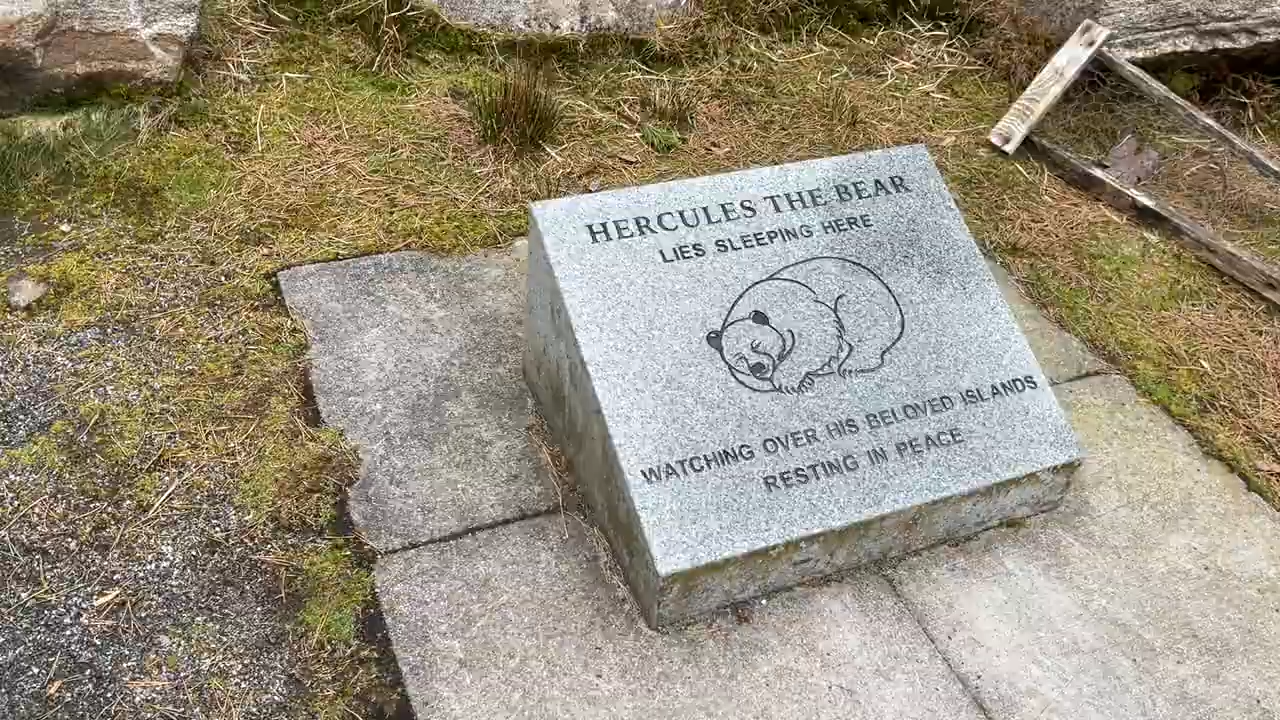 HERCULES THE BEAR
LIES SLEEPING HERE
WATCHING OVER HIS BELOVED ISLANDS
RESTING IN PEACE